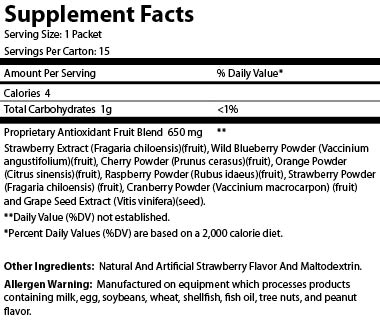 Supplement Facts
Serving Size: 1 Packet
Servings Per Carton: 15
Amount Per Serving % Daily Value*
Calories 4
Total Carbohydrates 1g <1%
Proprietary Antioxidant Fruit Blend 650 mg **
Strawberry Extract (Fragaria chiloensis)(fruit), Wild Blueberry Powder (Vaccinium
angustifolium)(fruit), Cherry Powder (Prunus cerasus)(fruit), Orange Powder
(Citrus sinensis)(fruit), Raspberry Powder (Rubus idaeus)(fruit), Strawberry Powder
(Fragaria chiloensis) (fruit), Cranberry Powder (Vaccinium macrocarpon) (fruit)
and Grape Seed Extract (Vitis vinifera)(seed).
**Daily Value (%DV) not established.
*Percent Daily Values (%DV) are based on a 2,000 calorie diet.
Other Ingredients: Natural And Artificial Strawberry Flavor And Maltodextrin.
Allergen Warning: Manufactured on equipment which processes products
containing milk, egg, soybeans, wheat, shellfish, fish oil, tree nuts, and peanut
flavor.